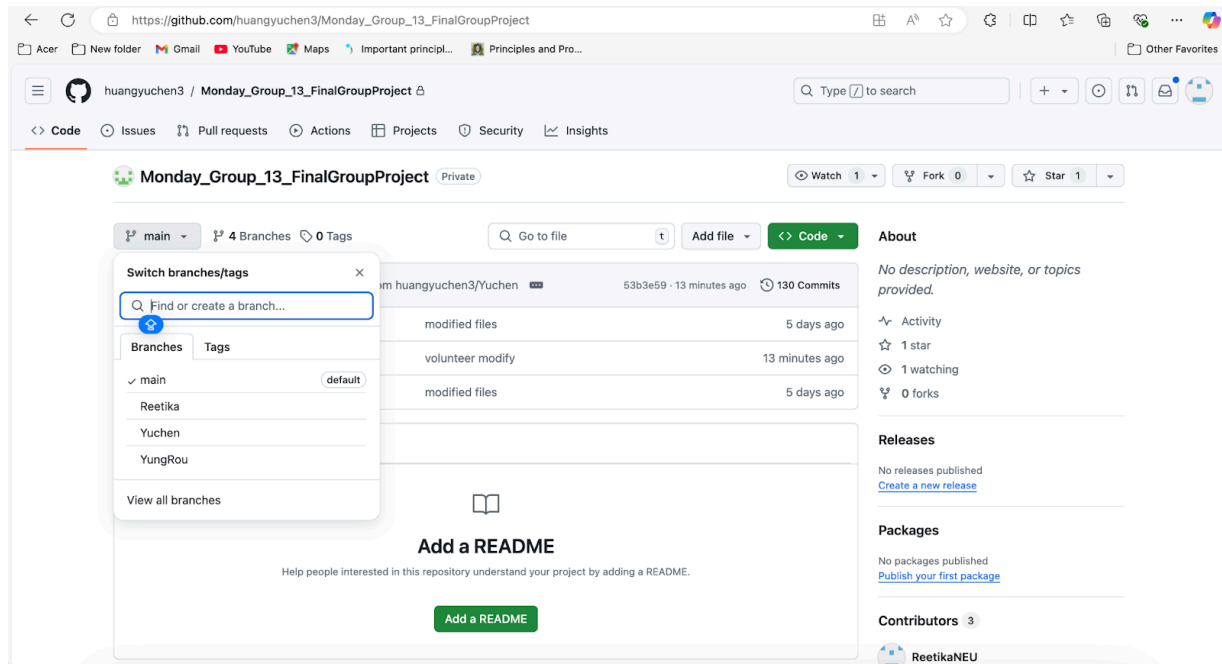 https://github.com/huangyuchen3/Monday_Group_13_FinalGroupProject
Acer New folder Gmail YouTube Maps Important principl... Principles and Pro... Other Favorites
huangyuchen3 / Monday_Group_13_FinalGroupProject Type / to search
Code Issues Pull requests Actions Projects Security Insights
Monday_Group_13_FinalGroupProject Private Watch 1 Fork 0 Star 1
main 4 Branches 0 Tags Go to file t Add file Code About
Switch branches/tags
No description, website, or topics
provided.
huangyuchen3/Yuchen 53b3e59 · 13 minutes ago 130 Commits
Find or create a branch...
Activity
modified files 5 days ago
Branches Tags
1 star
volunteer modify 13 minutes ago
1 watching
main default
modified files 5 days ago
0 forks
Reetika
Yuchen
YungRou
View all branches
Releases
No releases published
Create a new release
Add a README
Help people interested in this repository understand your project by adding a README.
Add a README
Packages
No packages published
Publish your first package
Contributors 3
ReetikaNEU